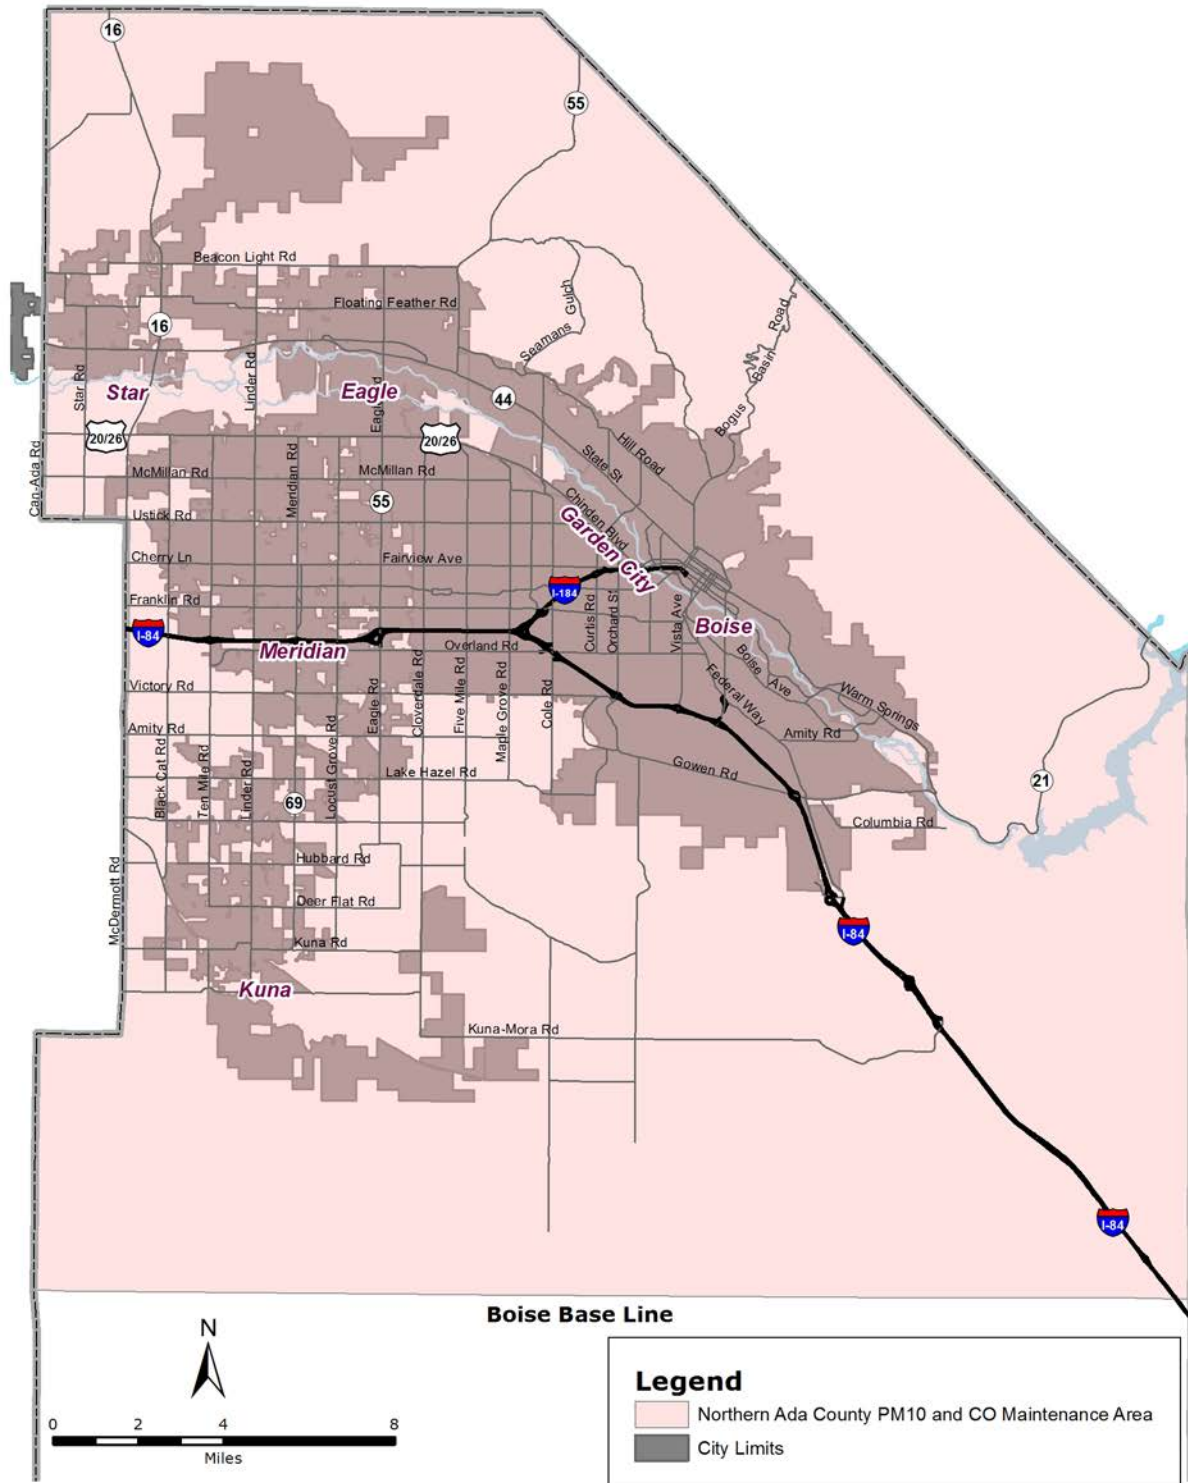 16
55
Beacon Light Rd
Floating Feather Rd
Seamans Gulch
Bogus Basin Road
16
Star Rd
Linder Rd
Star
Eagle
Eagle Rd
44
20/26
20/26
Hill Road
State St
Can-Ada Rd
McMillan Rd
Meridian Rd
McMillan Rd
55
Chinden Blvd
Ustick Rd
Garden City
Cherry Ln
Fairview Ave
I-184
Franklin Rd
Curtis Rd
Orchard St
Vista Ave
Boise
I-84
Meridian
Overland Rd
Boise Ave
Victory Rd
Federal Way
Warm Springs
Amity Rd
Eagle Rd
Cloverdale Rd
Five Mile Rd
Maple Grove Rd
Cole Rd
Amity Rd
Black Cat Rd
Ten Mile Rd
Linder Rd
Locust Grove Rd
Lake Hazel Rd
Gowen Rd
21
69
Columbia Rd
Hubbard Rd
McDermott Rd
Deer Flat Rd
I-84
Kuna Rd
Kuna
Kuna-Mora Rd
I-84
Boise Base Line
N
0 2 4 8
Miles
Legend
Northern Ada County PM10 and CO Maintenance Area
City Limits